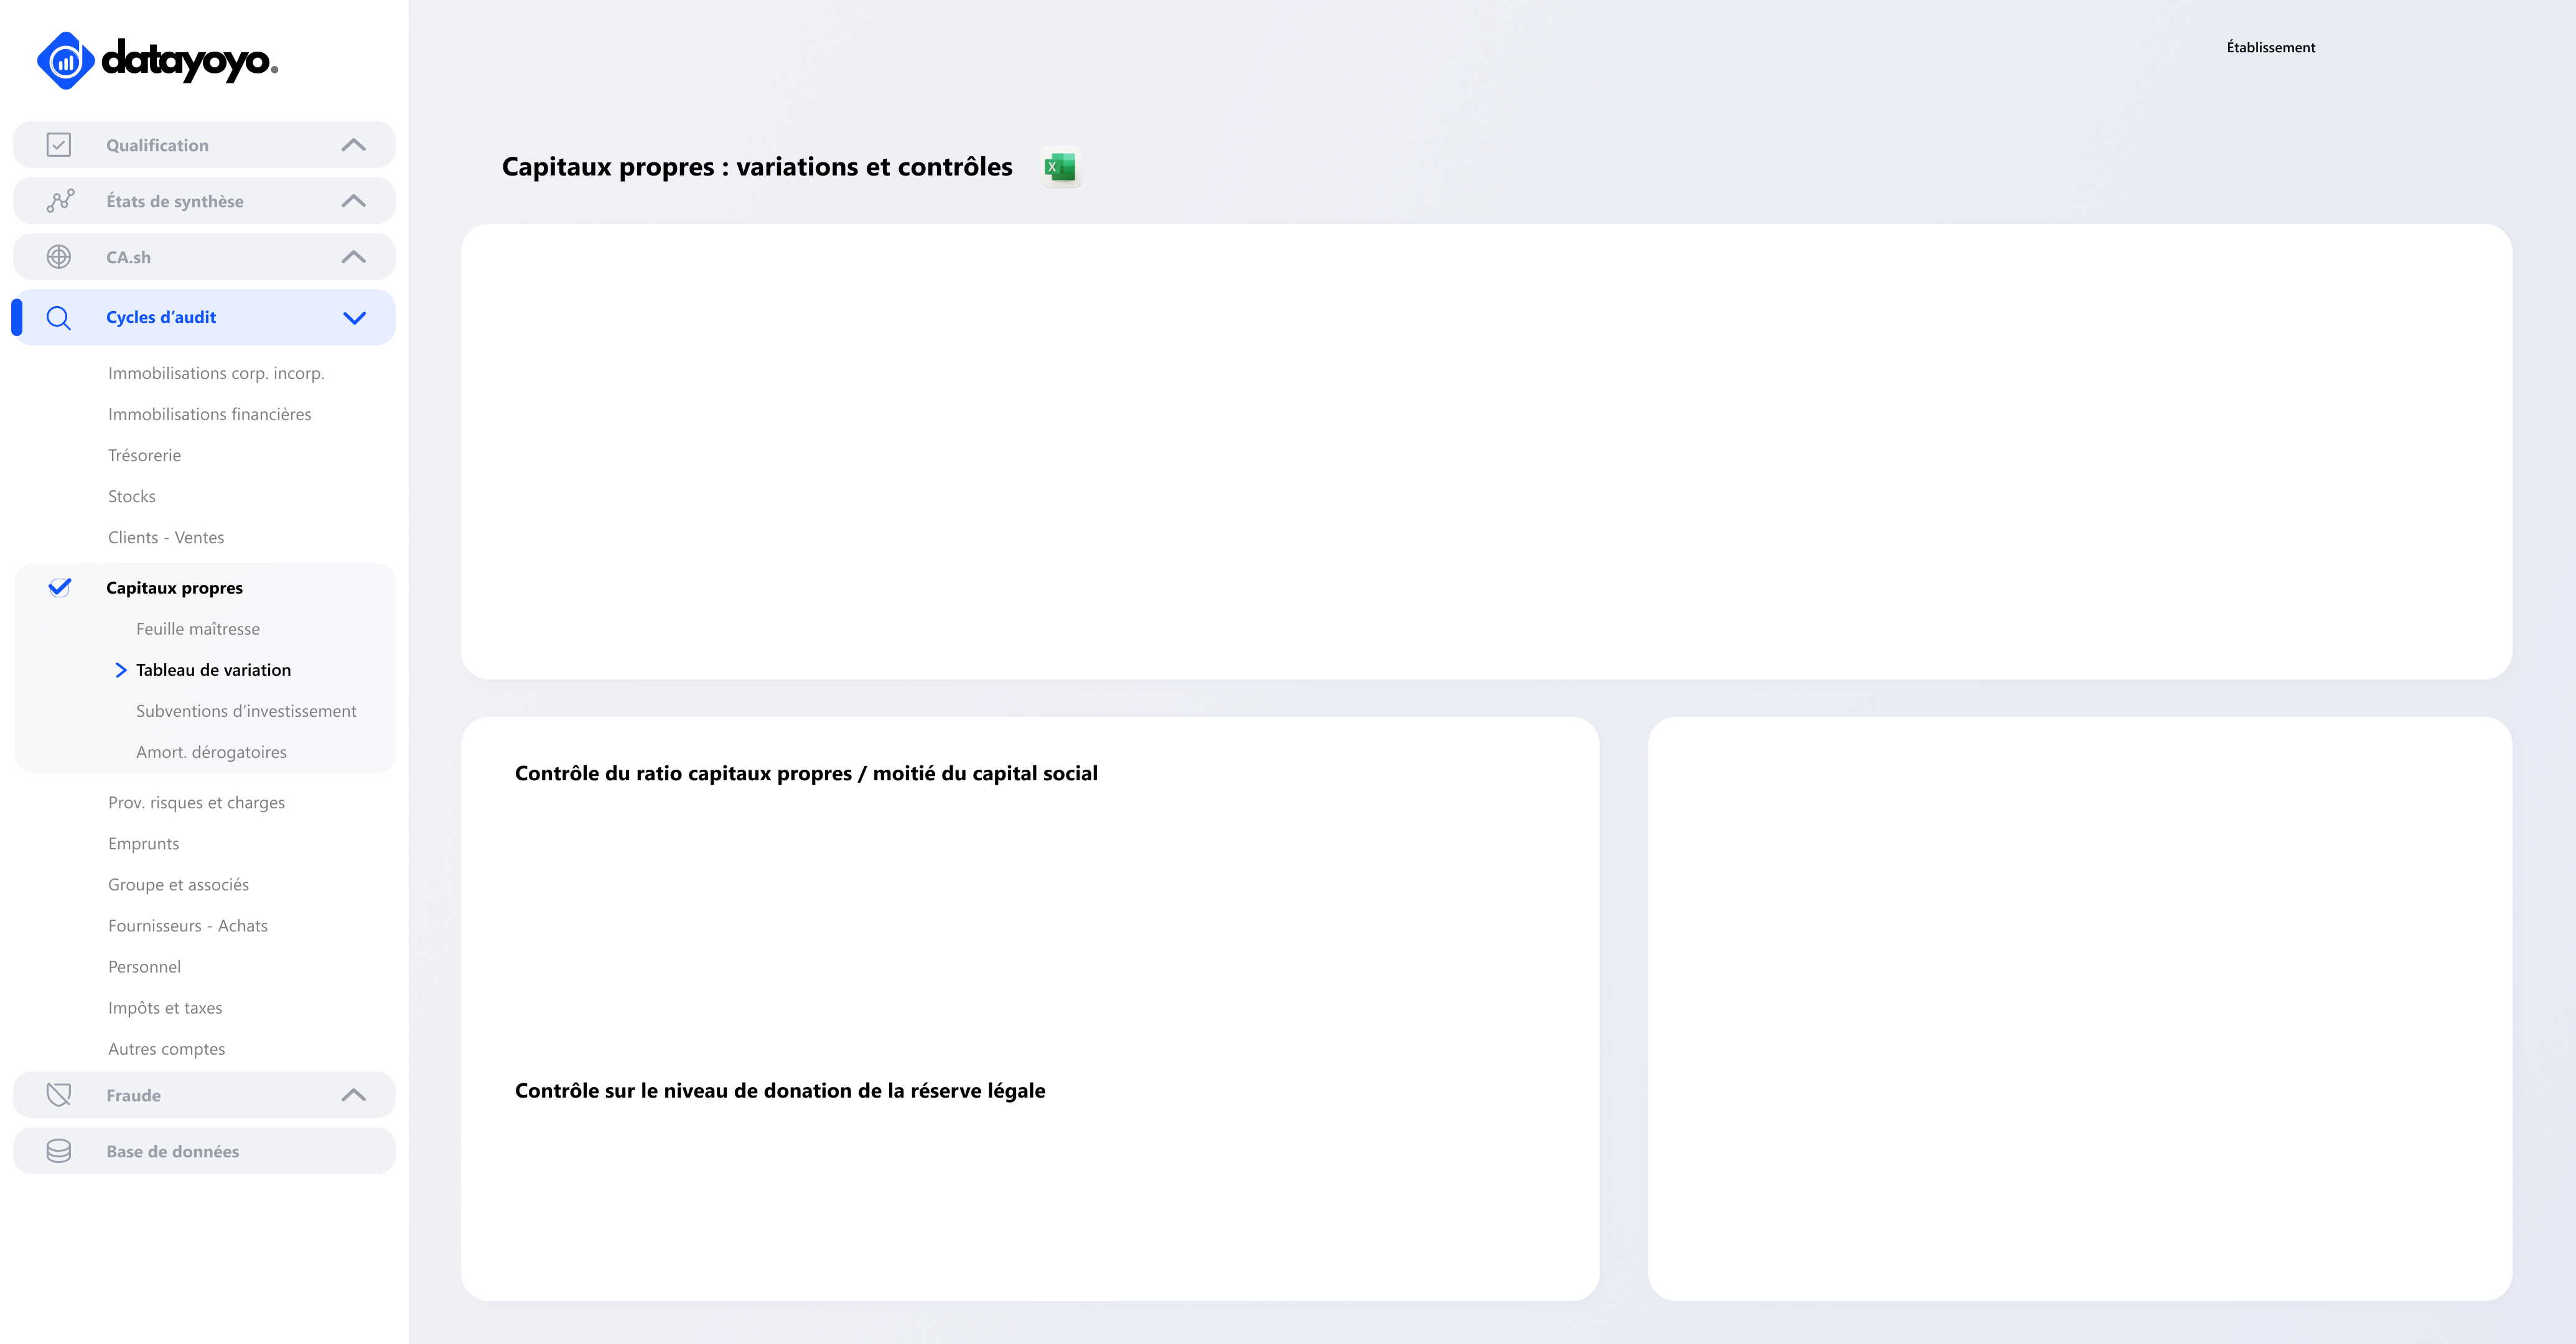 datayoyo.
Établissement
Qualification
États de synthèse
CA.sh
Cycles d’audit
Immobilisations corp. incorp.
Immobilisations financières
Trésorerie
Stocks
Clients - Ventes
Capitaux propres
Feuille maîtresse
Tableau de variation
Subventions d’investissement
Amort. dérogatoires
Prov. risques et charges
Emprunts
Groupe et associés
Fournisseurs - Achats
Personnel
Impôts et taxes
Autres comptes
Fraude
Base de données
Capitaux propres : variations et contrôles
X
Contrôle du ratio capitaux propres / moitié du capital social
Contrôle sur le niveau de donation de la réserve légale